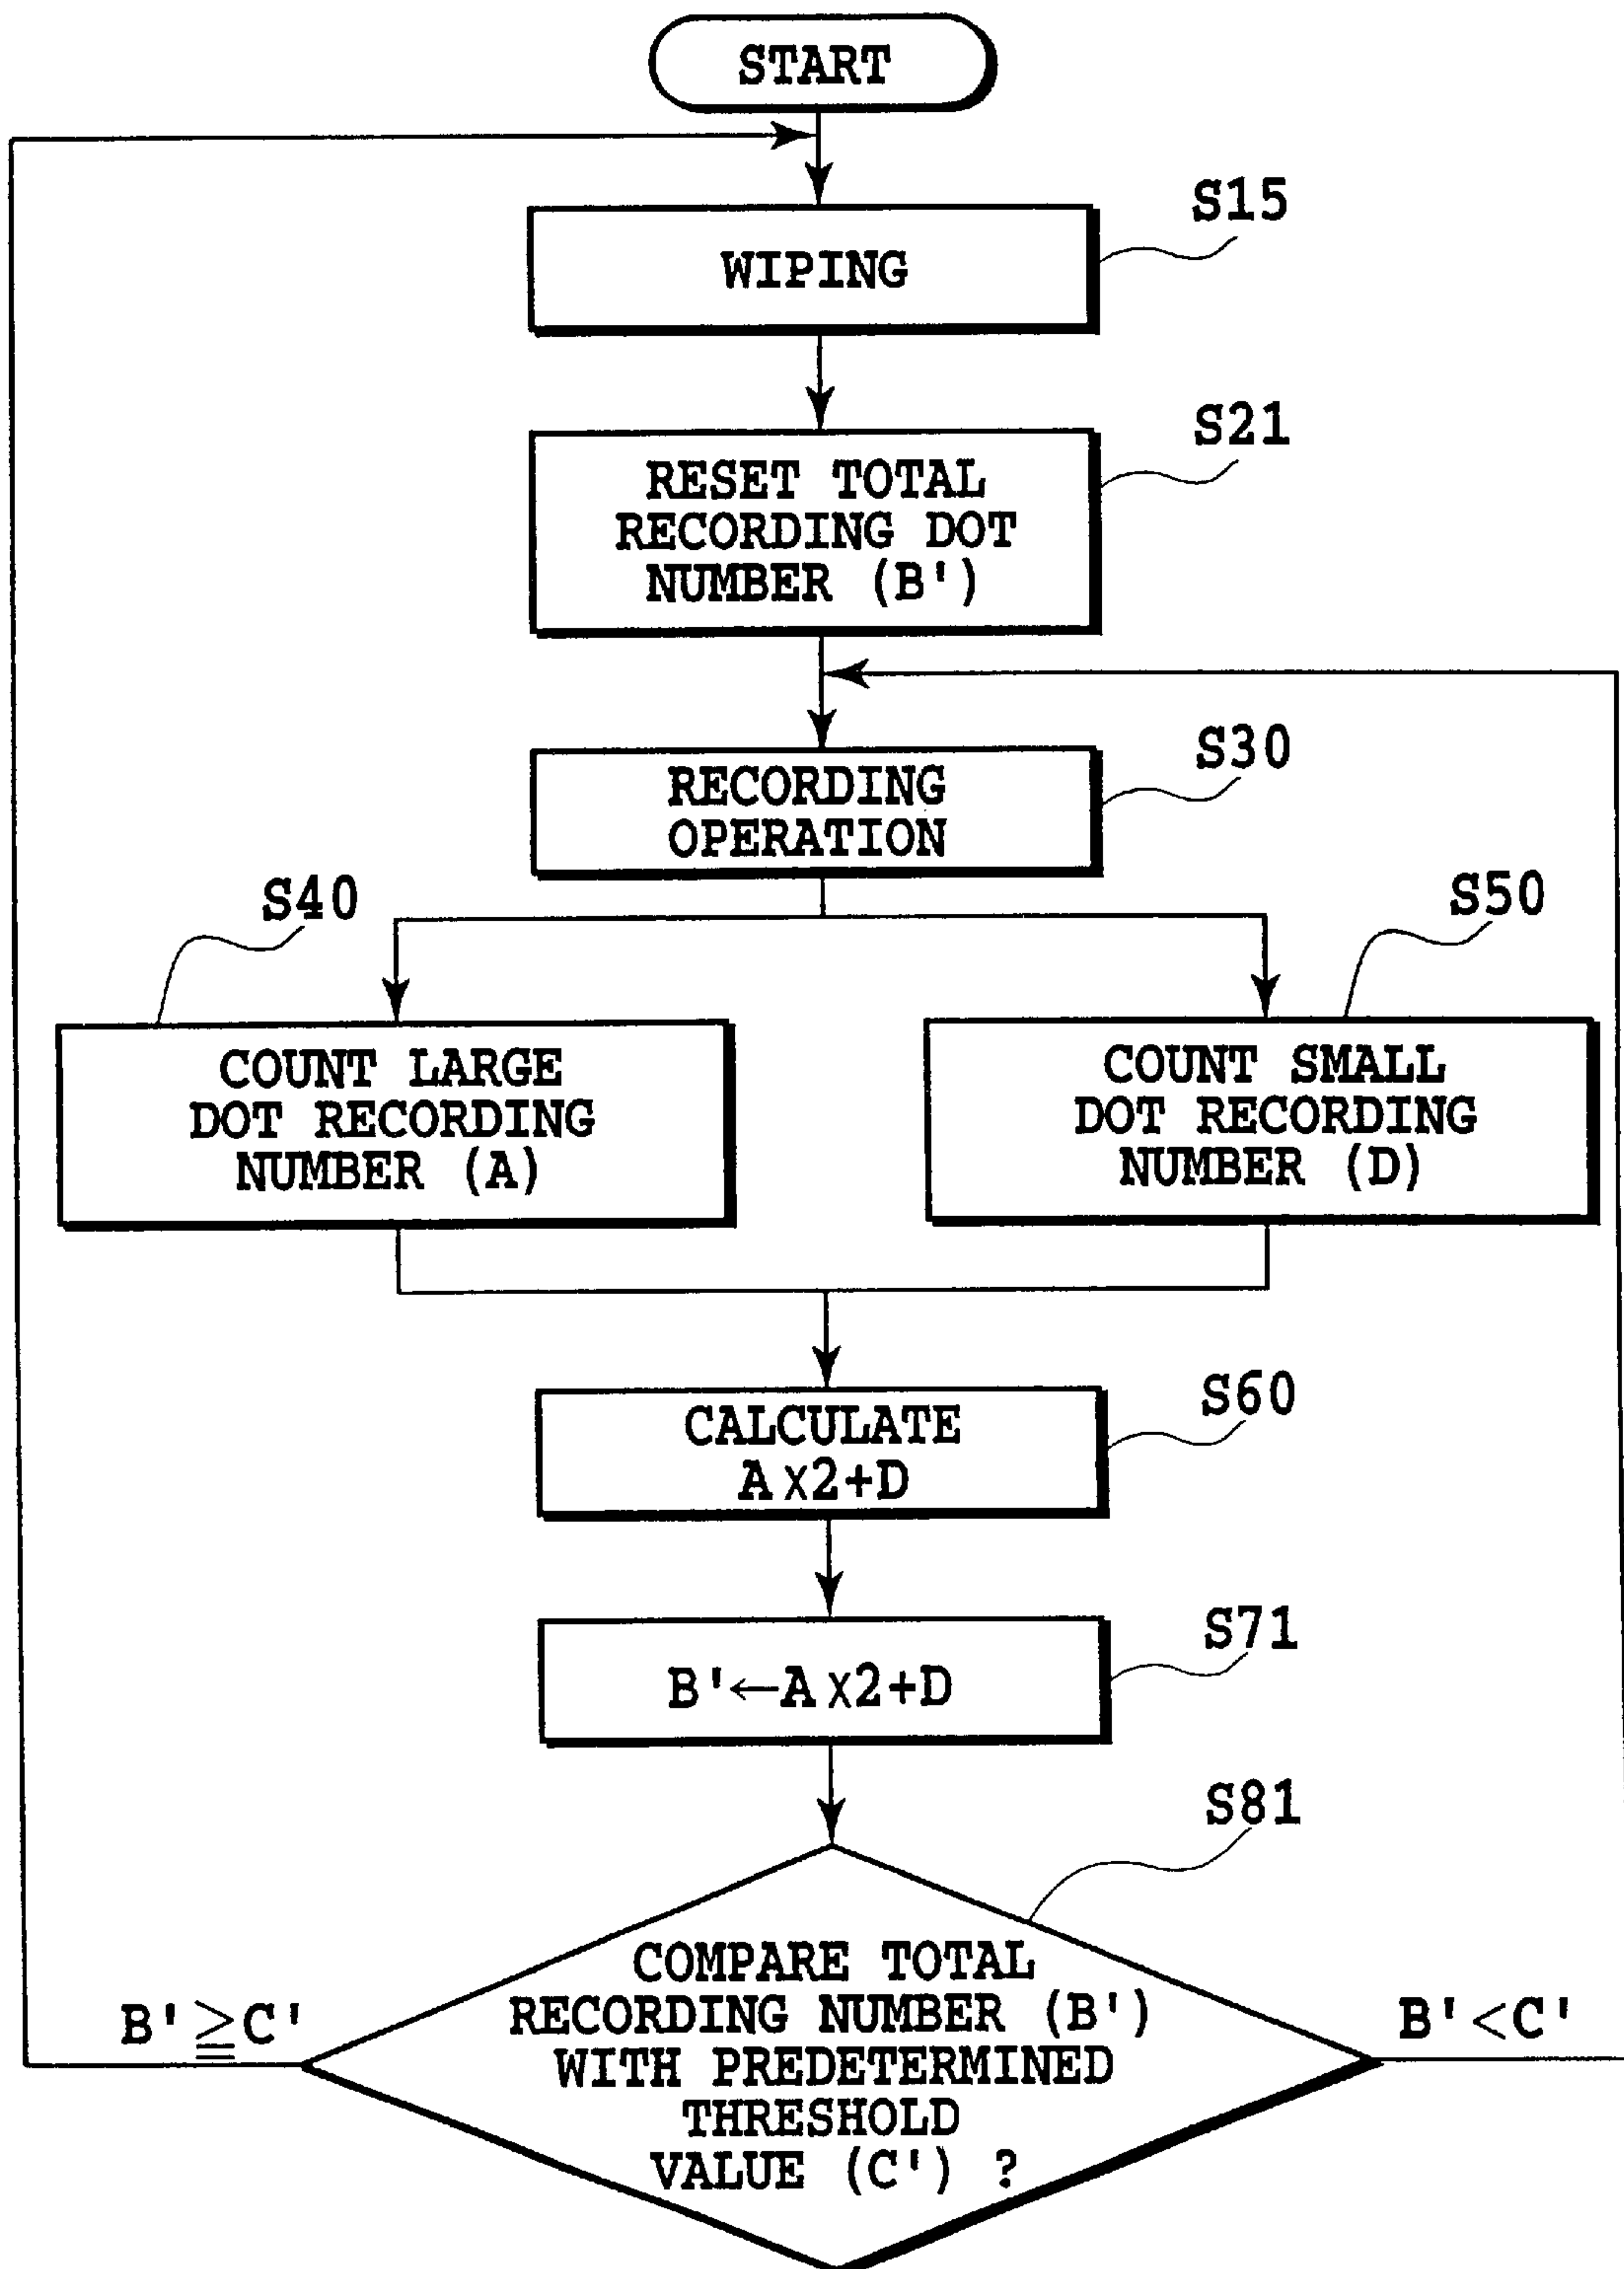 START
S15
WIPING
S21
RESET TOTAL
RECORDING DOT
NUMBER (B')
S30
RECORDING
OPERATION
S40
S50
COUNT LARGE
DOT RECORDING
NUMBER (A)
COUNT SMALL
DOT RECORDING
NUMBER (D)
S60
CALCULATE
A×2+D
S71
B'←A×2+D
S81
COMPARE TOTAL
RECORDING NUMBER (B')
WITH PREDETERMINED
THRESHOLD
VALUE (C') ?
B'≧C'
B'<C'